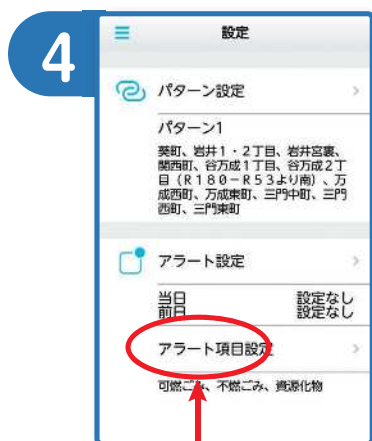 4
設定
パターン設定
パターン1
葵町、岩井1・2丁目、岩井宮裏、
関西町、谷万成1丁目、谷万成2丁
目（R180－R53より南）、万
成西町、万成東町、三門中町、三門
西町、三門東町
アラート設定
当日 設定なし
前日 設定なし
アラート項目設定
可燃ごみ、不燃ごみ、資源化物